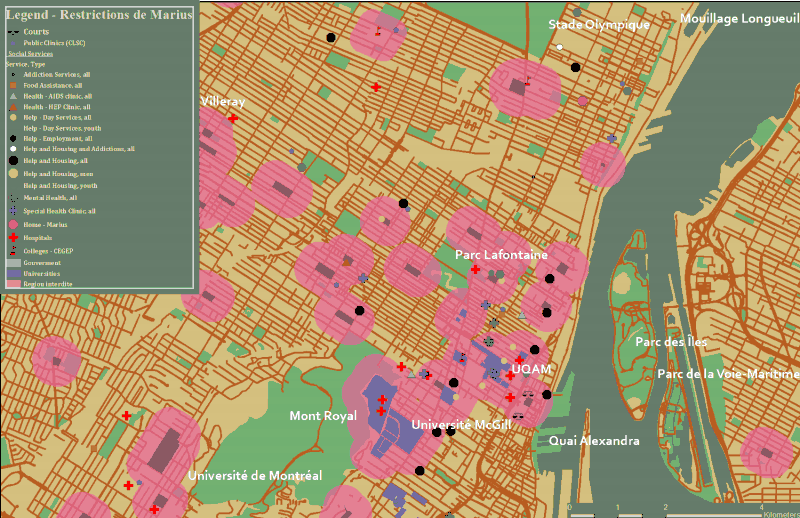 Legend - Restrictions de Marius
Courts
Public Clinics (CLSC)
Social Services
Service, Type
Addiction Services, all
Food Assistance, all
Health - AIDS clinic, all
Health - HEP Clinic, all
Help - Day Services, all
Help - Day Services, youth
Help - Employment, all
Help and Housing and Addictions, all
Help and Housing, all
Help and Housing, men
Help and Housing, youth
Mental Health, all
Special Health Clinic, all
Home - Marius
Hospitals
Colleges - CEGEP
Government
Universities
Region interdite
Stade Olympique
Mouillage Longueuil
Villeray
Parc Lafontaine
Parc des Îles
UQAM
Parc de la Voie-Maritime
Mont Royal
Université McGill
Quai Alexandra
Université de Montréal
0 1 2 4
Kilometers